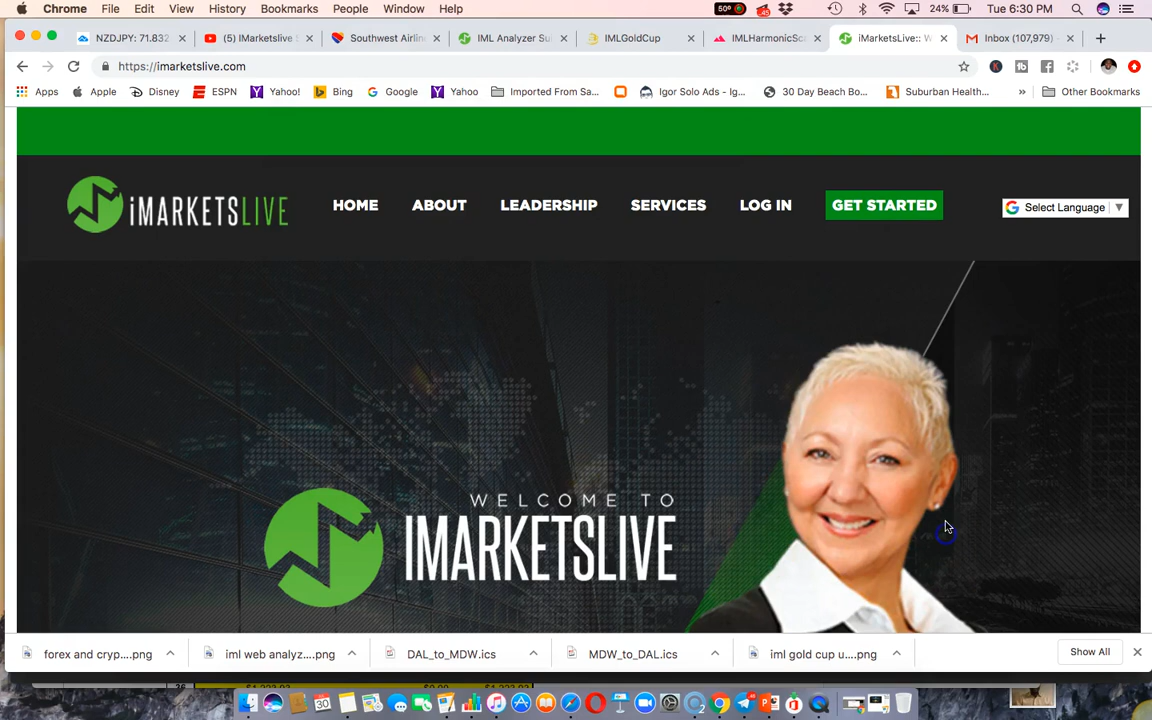 Chrome File Edit View History Bookmarks People Window Help 50° .45 24% Tue 6:30 PM
NZDJPY: 71.832 (5) IMarketslive Southwest Airlin IML Analyzer Su IMLGoldCup IMLHarmonicSca iMarketsLive:: W Inbox (107,979)
https://imarketslive.com
Apps Apple Disney ESPN Yahoo! Bing Google Yahoo Imported From Sa... Igor Solo Ads - Ig... 30 Day Beach Bo... Suburban Health... » Other Bookmarks
iMARKETSLIVE HOME ABOUT LEADERSHIP SERVICES LOG IN GET STARTED Select Language
WELCOME TO
IMARKETSLIVE
forex and cryp....png iml web analyz....png DAL_to_MDW.ics MDW_to_DAL.ics iml gold cup u....png Show All
30